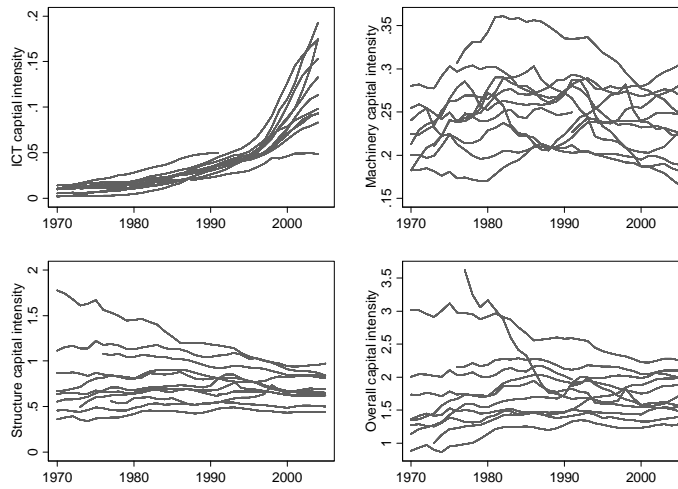 .2
.15
.1
.05
0
ICT captial intensity
1970 1980 1990 2000
.35
.3
.25
.2
.15
Machinery capital intensity
1970 1980 1990 2000
2
1.5
1
.5
0
Structure capital intensity
1970 1980 1990 2000
3.5
3
2.5
2
1.5
1
Overall capital intensity
1970 1980 1990 2000